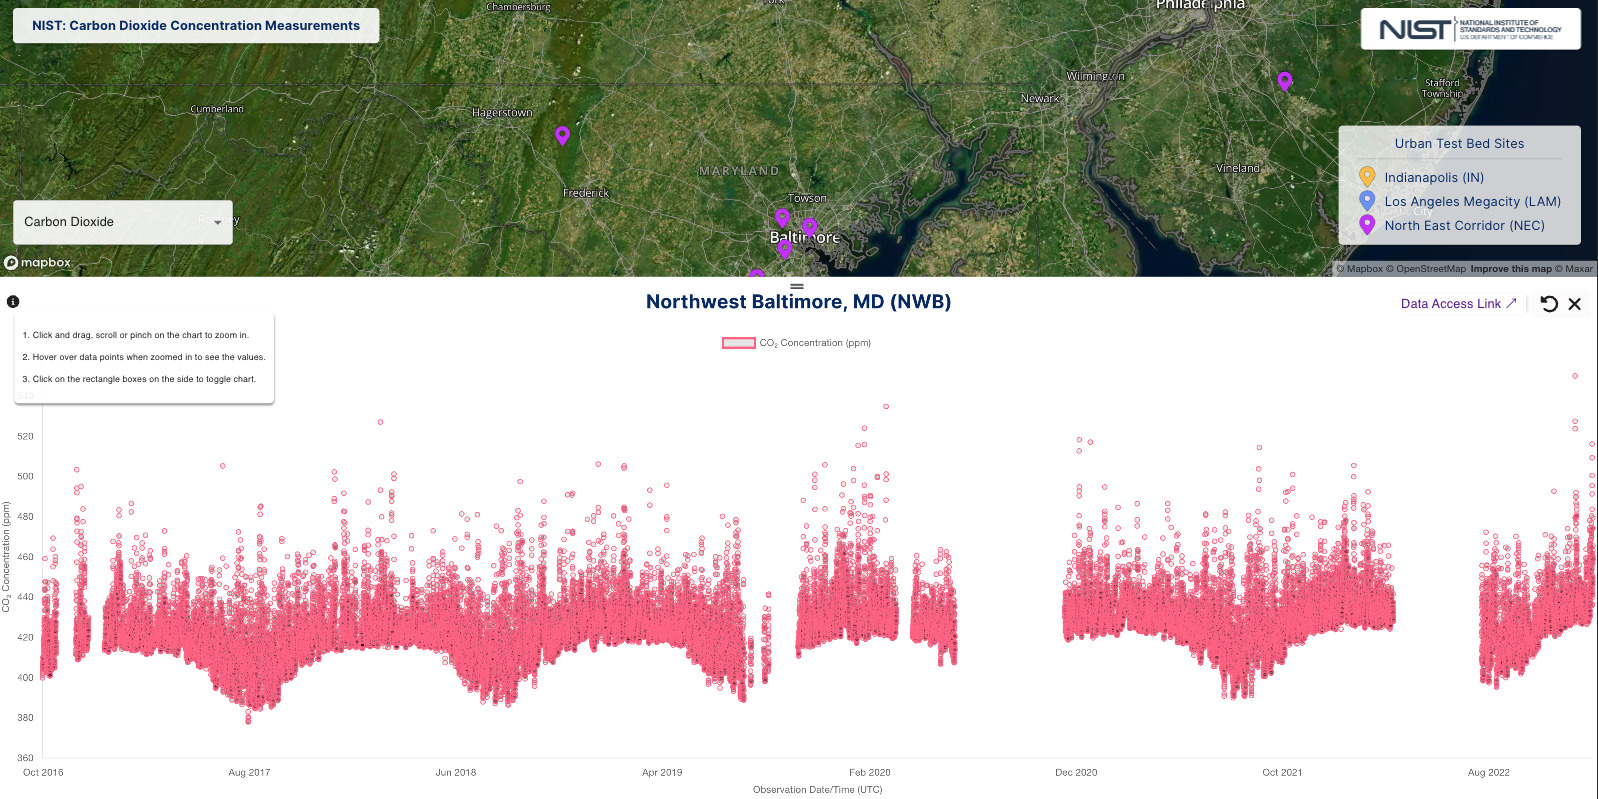 Chambersburg
York
Philadelphia
NIST: Carbon Dioxide Concentration Measurements
NIST
NATIONAL INSTITUTE OF
STANDARDS AND TECHNOLOGY
U.S. DEPARTMENT OF COMMERCE
Wilmington
Stafford
Township
Newark
Cumberland
Hagerstown
Urban Test Bed Sites
MARYLAND
Vineland
Indianapolis (IN)
Frederick
Towson
Los Angeles Megacity (LAM)
Carbon Dioxide
North East Corridor (NEC)
Baltimore
mapbox
© Mapbox © OpenStreetMap Improve this map © Maxar
Northwest Baltimore, MD (NWB)
Data Access Link ↗
1. Click and drag, scroll or pinch on the chart to zoom in.
2. Hover over data points when zoomed in to see the values.
3. Click on the rectangle boxes on the side to toggle chart.
CO₂ Concentration (ppm)
540
520
500
480
460
440
420
400
380
360
CO₂ Concentration (ppm)
Oct 2016 Aug 2017 Jun 2018 Apr 2019 Feb 2020 Dec 2020 Oct 2021 Aug 2022
Observation Date/Time (UTC)